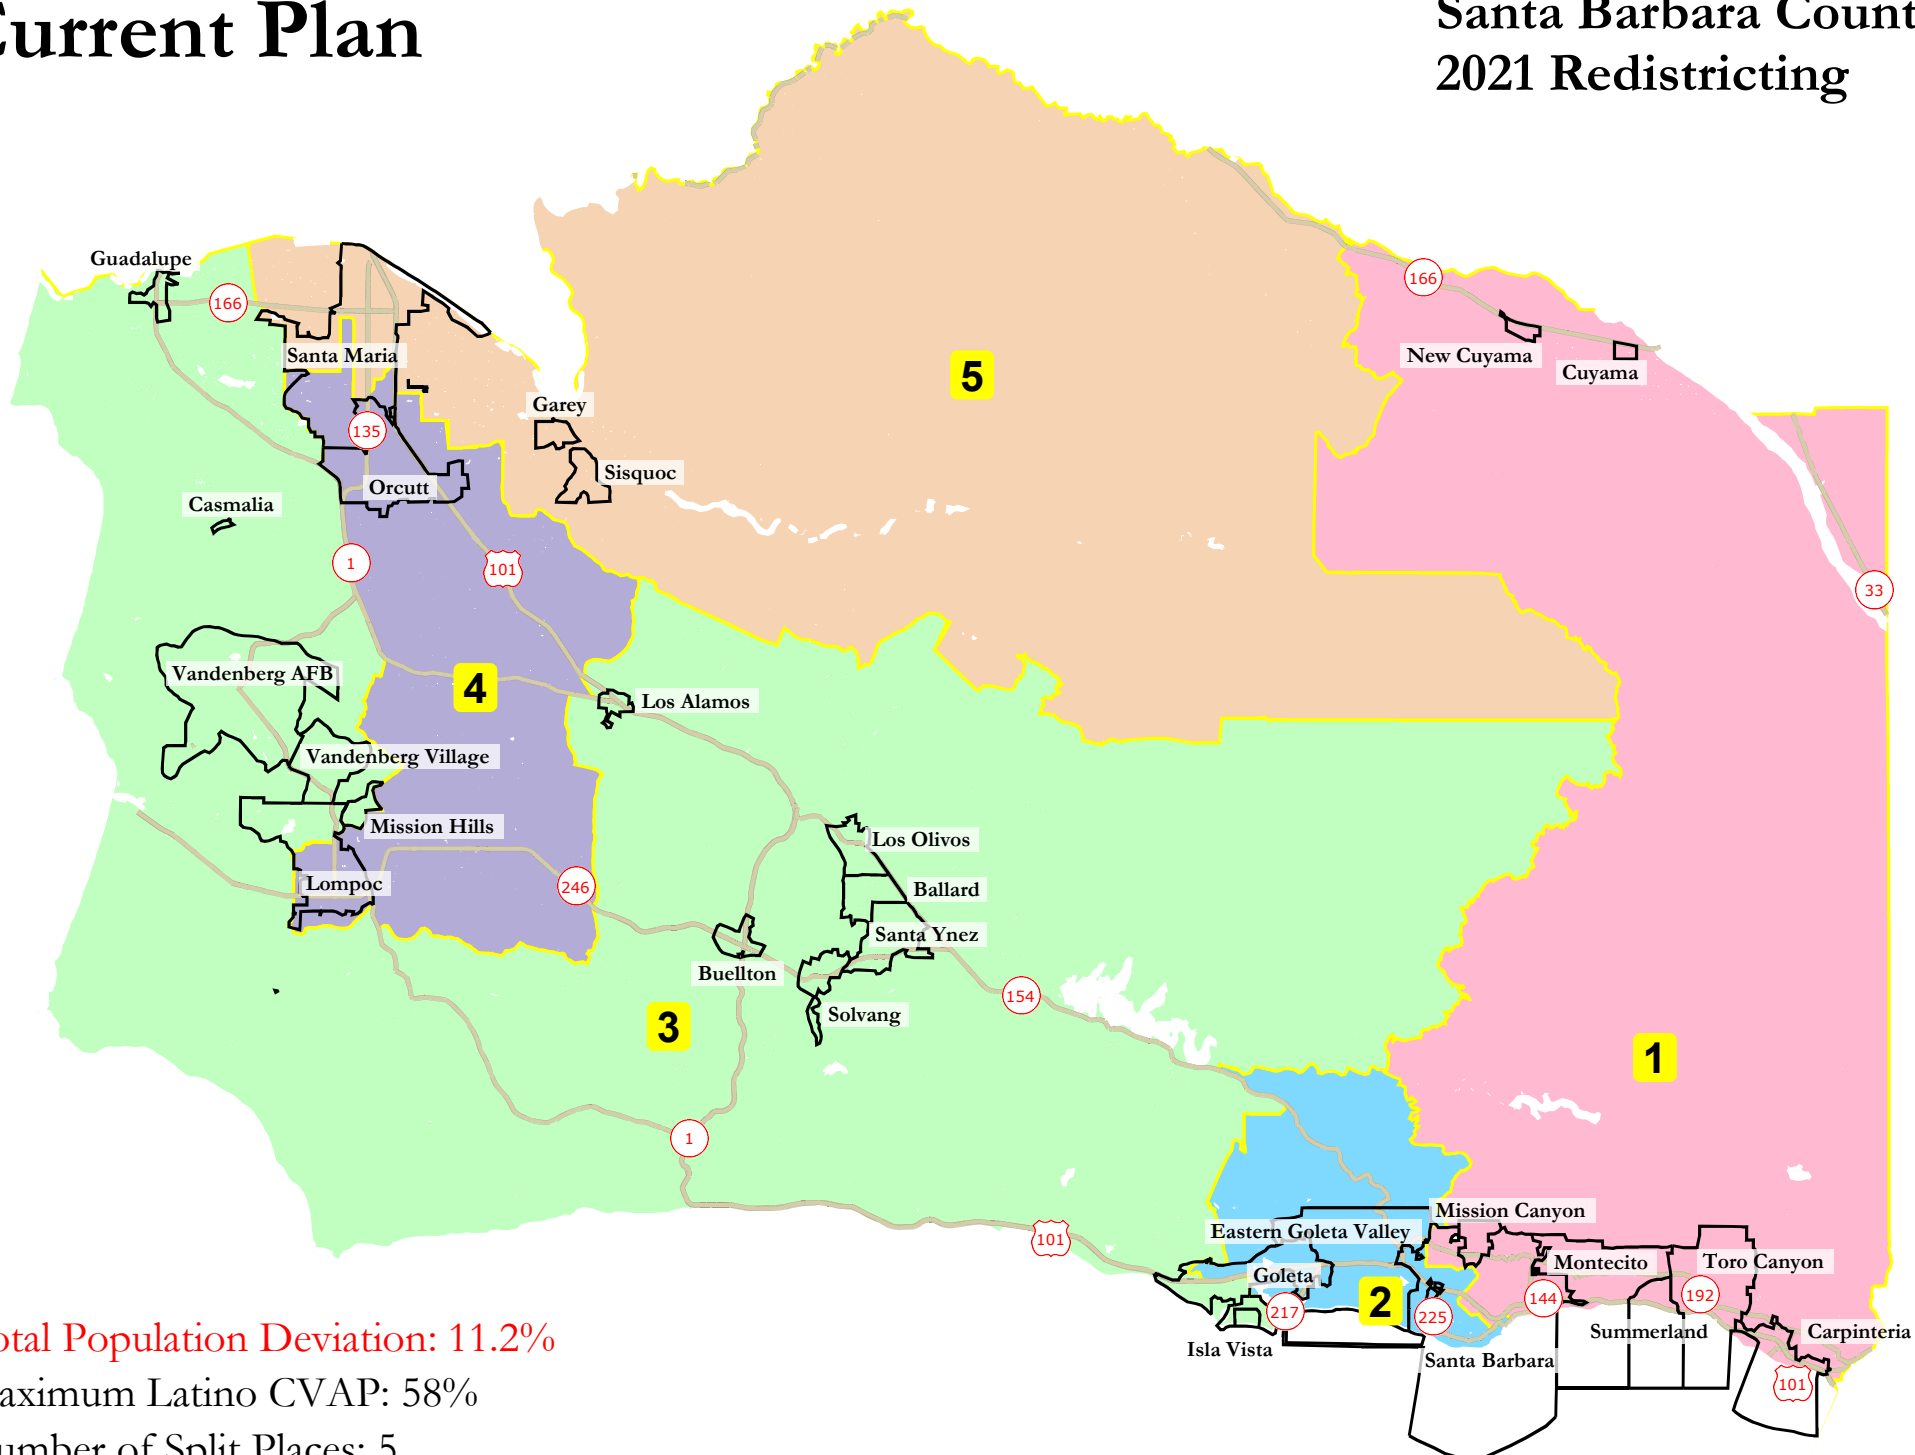 Current Plan
Santa Barbara Count
2021 Redistricting
Guadalupe
166
Santa Maria
135
Orcutt
Casmalia
1
101
Garey
Sisquoc
5
166
New Cuyama
Cuyama
33
Vandenberg AFB
4
Los Alamos
Vandenberg Village
Mission Hills
Lompoc
246
Los Olivos
Ballard
Santa Ynez
Buellton
Solvang
154
3
1
1
101
Mission Canyon
Eastern Goleta Valley
Goleta
Montecito
Toro Canyon
217
2
225
144
192
Isla Vista
Santa Barbara
Summerland
Carpinteria
101
otal Population Deviation: 11.2%
aximum Latino CVAP: 58%
umber of Split Places: 5